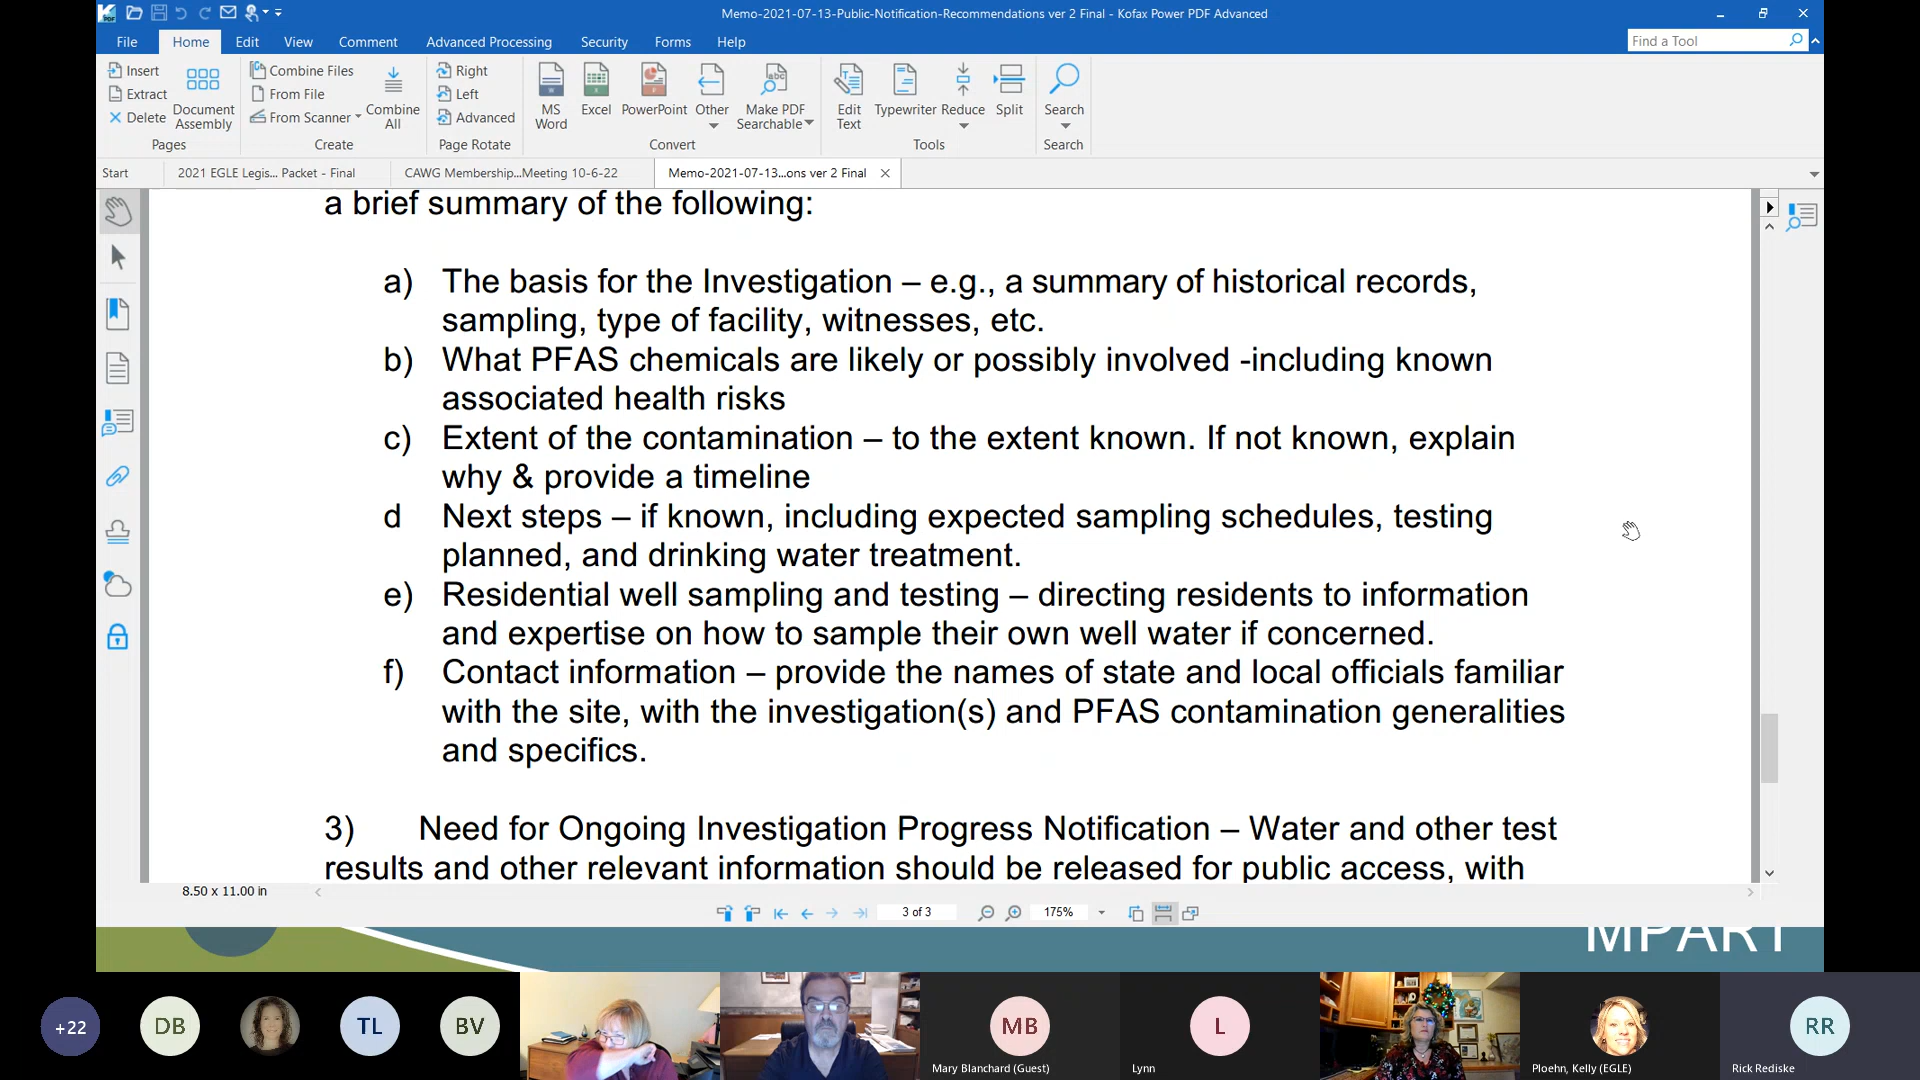 Memo-2021-07-13-Public-Notification-Recommendations ver 2 Final - Kofax Power PDF Advanced
File Home Edit View Comment Advanced Processing Security Forms Help
Find a Tool
Insert
Extract
Delete
Document Assembly
Pages
Combine Files
From File
From Scanner
Combine All
Create
Right
Left
Advanced
Page Rotate
MS Word
Excel
PowerPoint
Other
Make PDF Searchable
Convert
Edit Text
Typewriter
Reduce
Split
Tools
Search
Search
Start
2021 EGLE Legis... Packet - Final
CAWG Membership...Meeting 10-6-22
Memo-2021-07-13...ons ver 2 Final
a brief summary of the following:
a) The basis for the Investigation – e.g., a summary of historical records,
sampling, type of facility, witnesses, etc.
b) What PFAS chemicals are likely or possibly involved -including known
associated health risks
c) Extent of the contamination – to the extent known. If not known, explain
why & provide a timeline
d Next steps – if known, including expected sampling schedules, testing
planned, and drinking water treatment.
e) Residential well sampling and testing – directing residents to information
and expertise on how to sample their own well water if concerned.
f) Contact information – provide the names of state and local officials familiar
with the site, with the investigation(s) and PFAS contamination generalities
and specifics.
3) Need for Ongoing Investigation Progress Notification – Water and other test
results and other relevant information should be released for public access, with
8.50 x 11.00 in
3 of 3
175%
MPART
+22
DB
TL
BV
MB
Mary Blanchard (Guest)
L
Lynn
Ploehn, Kelly (EGLE)
RR
Rick Rediske